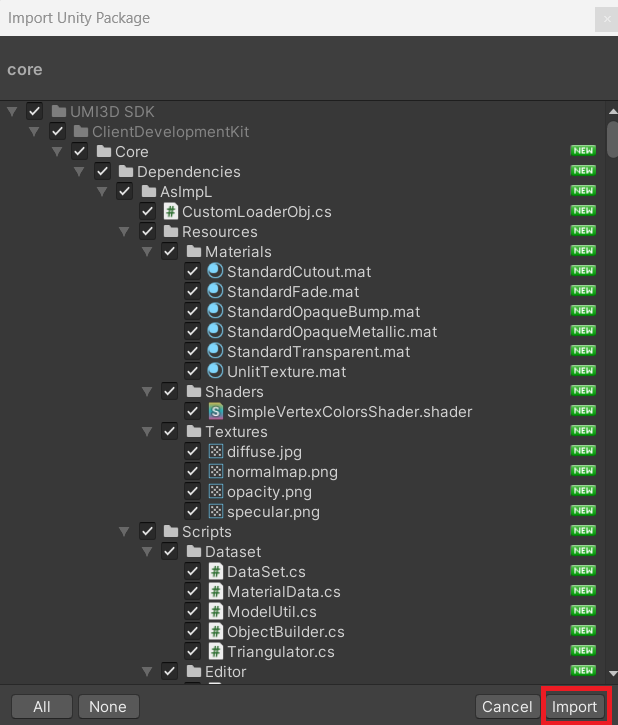 Import Unity Package
core
UMI3D SDK
ClientDevelopmentKit
Core NEW
Dependencies NEW
AsImpL NEW
CustomLoaderObj.cs NEW
Resources NEW
Materials NEW
StandardCutout.mat NEW
StandardFade.mat NEW
StandardOpaqueBump.mat NEW
StandardOpaqueMetallic.mat NEW
StandardTransparent.mat NEW
UnlitTexture.mat NEW
Shaders NEW
SimpleVertexColorsShader.shader NEW
Textures NEW
diffuse.jpg NEW
normalmap.png NEW
opacity.png NEW
specular.png NEW
Scripts NEW
Dataset NEW
DataSet.cs NEW
MaterialData.cs NEW
ModelUtil.cs NEW
ObjectBuilder.cs NEW
Triangulator.cs NEW
Editor NEW
All None Cancel Import